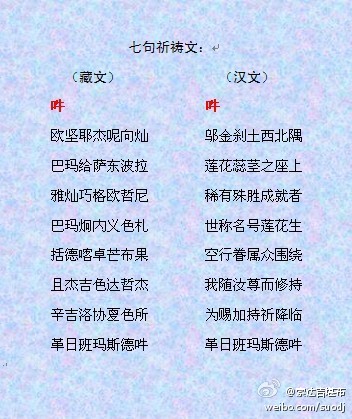 七句祈祷文：
（藏文） （汉文）
吽 吽
欧坚耶杰呢向灿 邬金刹土西北隅
巴玛给萨东波拉 莲花蕊茎之座上
雅灿巧格欧哲尼 稀有殊胜成就者
巴玛炯内义色札 世称名号莲花生
括德喀卓芒布果 空行眷属众围绕
且杰吉色达哲杰 我随汝尊而修持
辛吉洛协夏色所 为赐加持祈降临
革日班玛斯德吽 革日班玛斯德吽
weibo.com/suodj